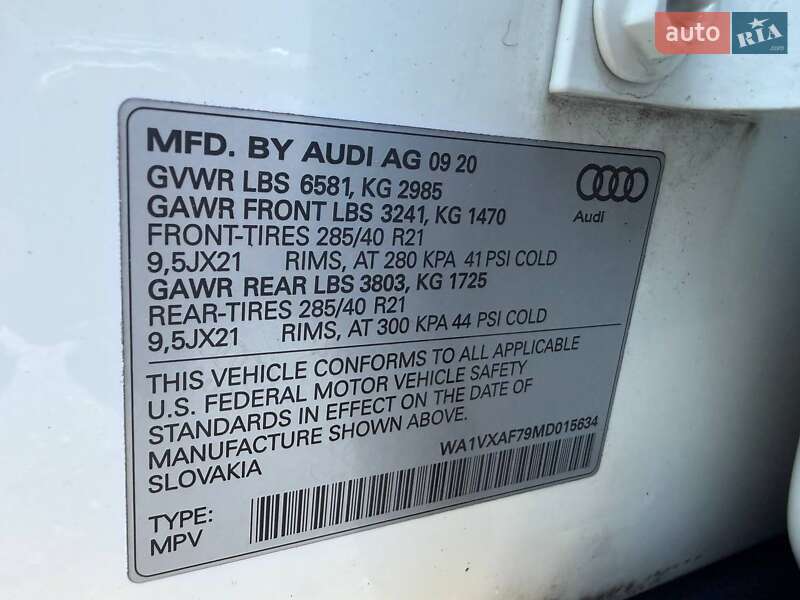 auto RIA
MFD. BY AUDI AG 09 20
GVWR LBS 6581, KG 2985
GAWR FRONT LBS 3241, KG 1470
FRONT-TIRES 285/40 R21
9,5JX21 RIMS, AT 280 KPA 41 PSI COLD
GAWR REAR LBS 3803, KG 1725
REAR-TIRES 285/40 R21
9,5JX21 RIMS, AT 300 KPA 44 PSI COLD
Audi
THIS VEHICLE CONFORMS TO ALL APPLICABLE
U.S. FEDERAL MOTOR VEHICLE SAFETY
STANDARDS IN EFFECT ON THE DATE OF
MANUFACTURE SHOWN ABOVE.
SLOVAKIA
WA1VXAF79MD015634
TYPE:
MPV